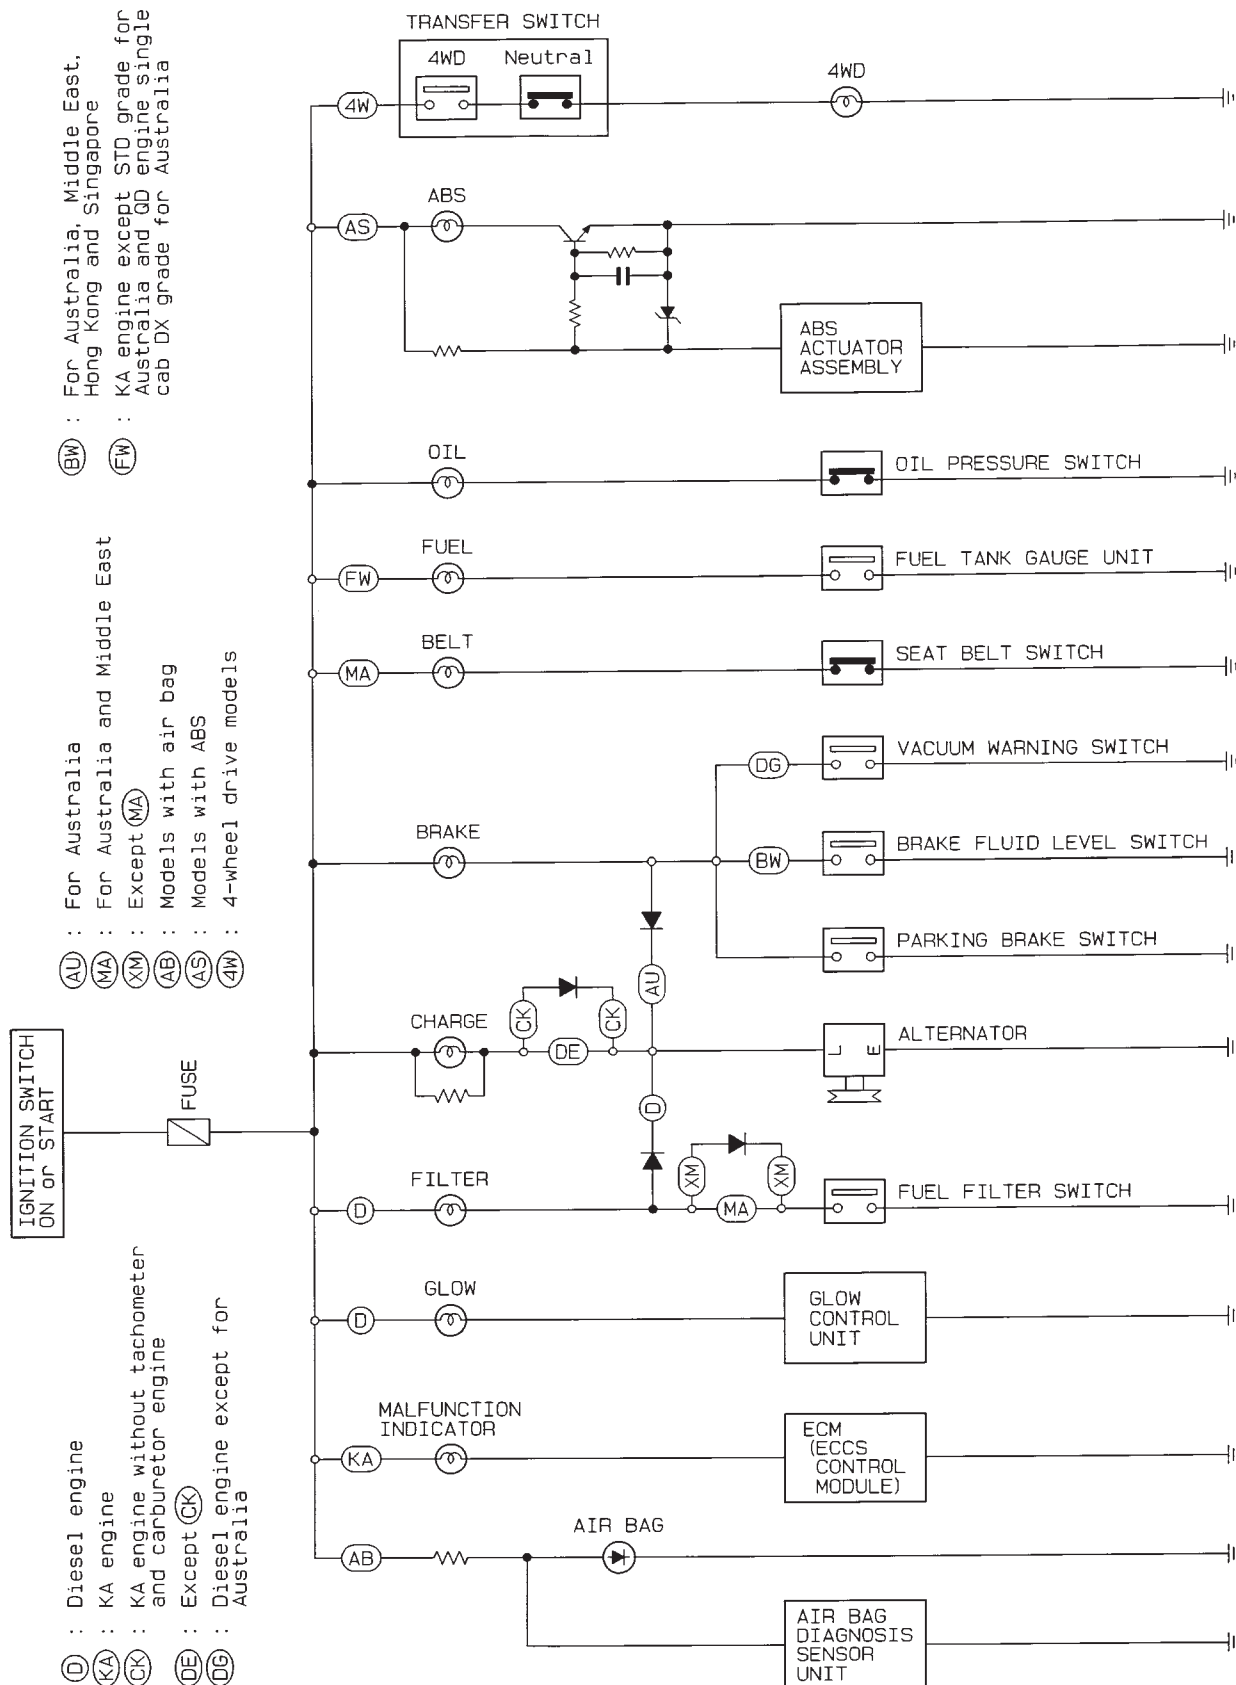 TRANSFER SWITCH
4WD
Neutral
4W
4WD
AS
ABS
ABS
ACTUATOR
ASSEMBLY
OIL
OIL PRESSURE SWITCH
FW
FUEL
FUEL TANK GAUGE UNIT
MA
BELT
SEAT BELT SWITCH
DG
VACUUM WARNING SWITCH
BRAKE
BW
BRAKE FLUID LEVEL SWITCH
PARKING BRAKE SWITCH
AU
CHARGE
CK
CK
DE
L
E
ALTERNATOR
D
D
FILTER
XM
XM
MA
FUEL FILTER SWITCH
D
GLOW
GLOW
CONTROL
UNIT
KA
MALFUNCTION
INDICATOR
ECM
(ECCS
CONTROL
MODULE)
AB
AIR BAG
AIR BAG
DIAGNOSIS
SENSOR
UNIT
IGNITION SWITCH
ON or START
FUSE
D : Diesel engine
KA : KA engine
CK : KA engine without tachometer
and carburetor engine
DE : Except CK
DG : Diesel engine except for
Australia
AU : For Australia
MA : For Australia and Middle East
XM : Except MA
AB : Models with air bag
AS : Models with ABS
4W : 4-wheel drive models
BW : For Australia, Middle East,
Hong Kong and Singapore
FW : KA engine except STD grade for
Australia and QD engine single
cab DX grade for Australia